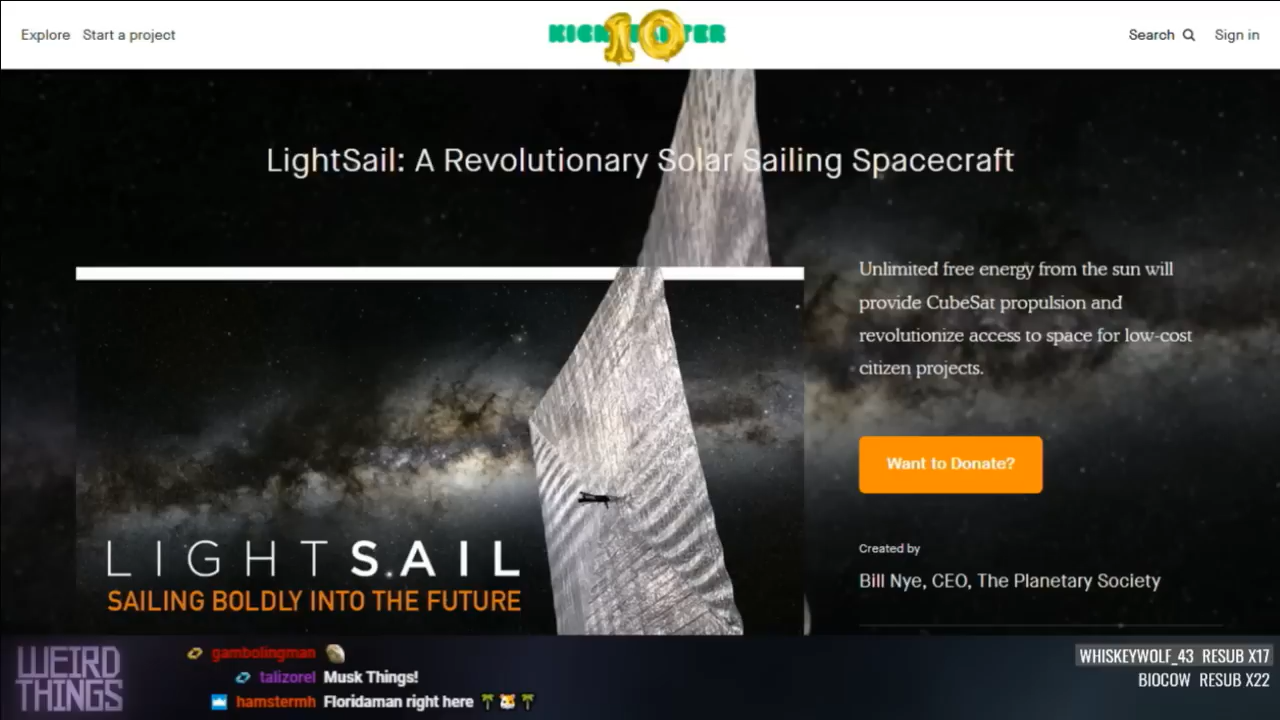 Explore Start a project
KICKSTARTER 10
Search Sign in
LightSail: A Revolutionary Solar Sailing Spacecraft
Unlimited free energy from the sun will
provide CubeSat propulsion and
revolutionize access to space for low-cost
citizen projects.
Want to Donate?
Created by
Bill Nye, CEO, The Planetary Society
LIGHTSAIL
SAILING BOLDLY INTO THE FUTURE
WEIRD
THINGS
gambolingman
talizorel Musk Things!
hamstermh Floridaman right here
WHISKEYWOLF_43 RESUB X17
BIOCOW RESUB X22